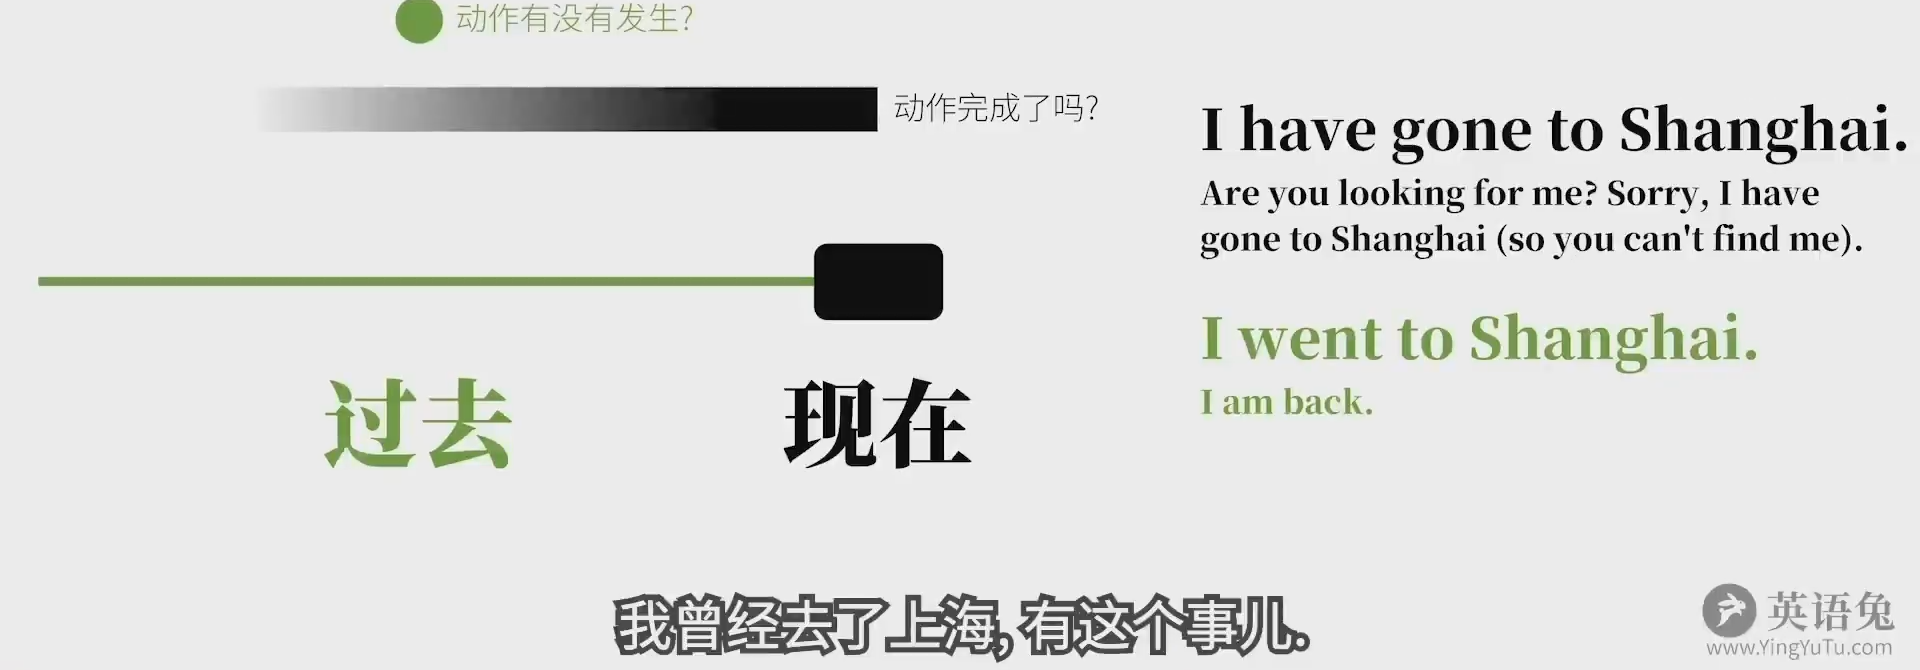 动作有没有发生?
动作完成了吗?
I have gone to Shanghai.
Are you looking for me? Sorry, I have
gone to Shanghai (so you can't find me).
I went to Shanghai.
I am back.
过去
现在
我曾经去了上海, 有这个事儿.
英语兔
www.YingYuTu.com